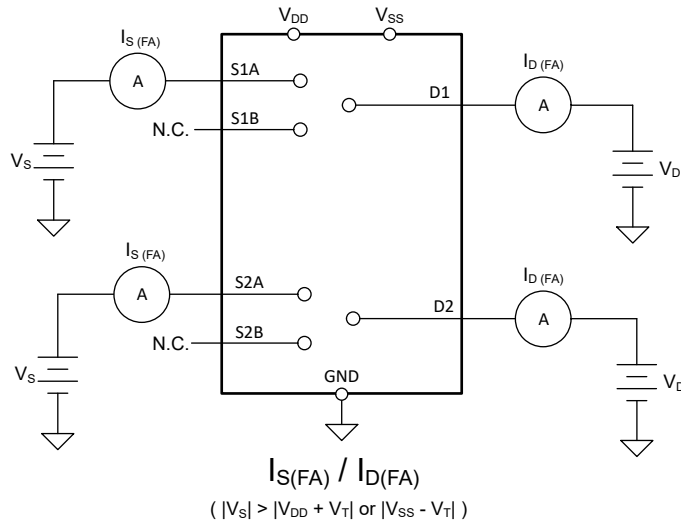 VDD VSS
IS (FA)
A
S1A
ID (FA)
A
D1
N.C. S1B
VS
VD
IS (FA)
A
S2A
ID (FA)
A
D2
N.C. S2B
VS
VD
GND
IS(FA) / ID(FA)
( |VS| > |VDD + VT| or |VSS - VT| )